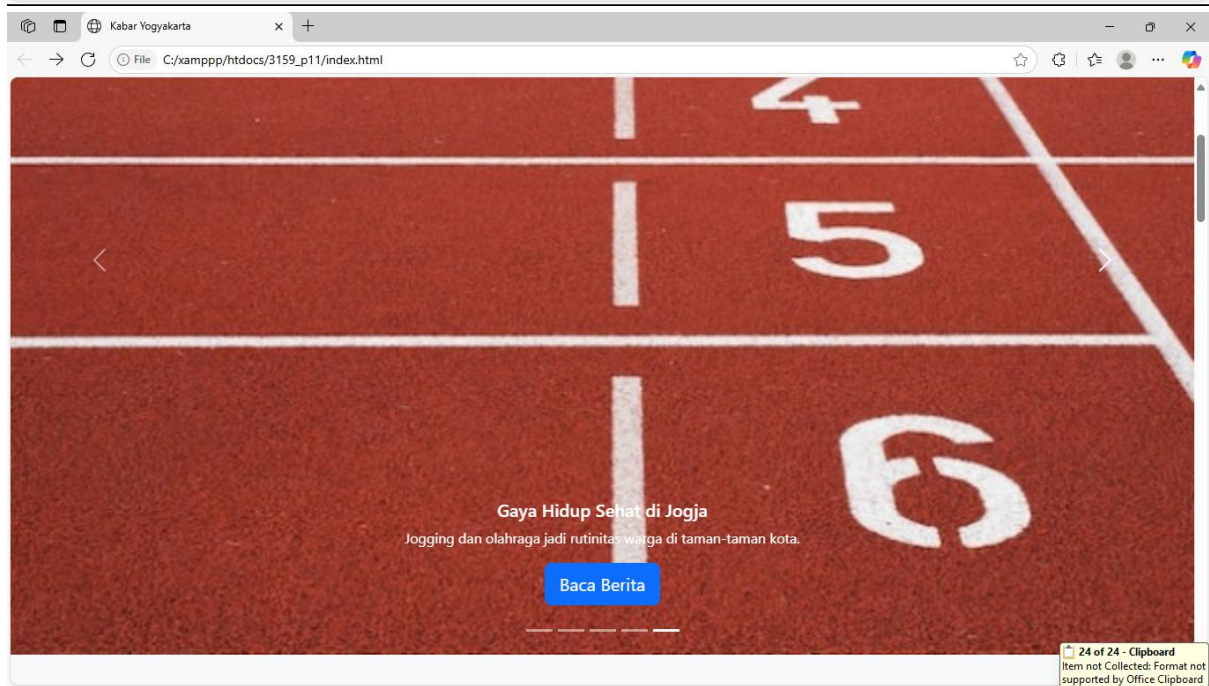 Kabar Yogyakarta
File C:/xamppp/htdocs/3159_p11/index.html
4
5
6
Gaya Hidup Sehat di Jogja
Jogging dan olahraga jadi rutinitas warga di taman-taman kota.
Baca Berita
24 of 24 - Clipboard
Item not Collected: Format not
supported by Office Clipboard